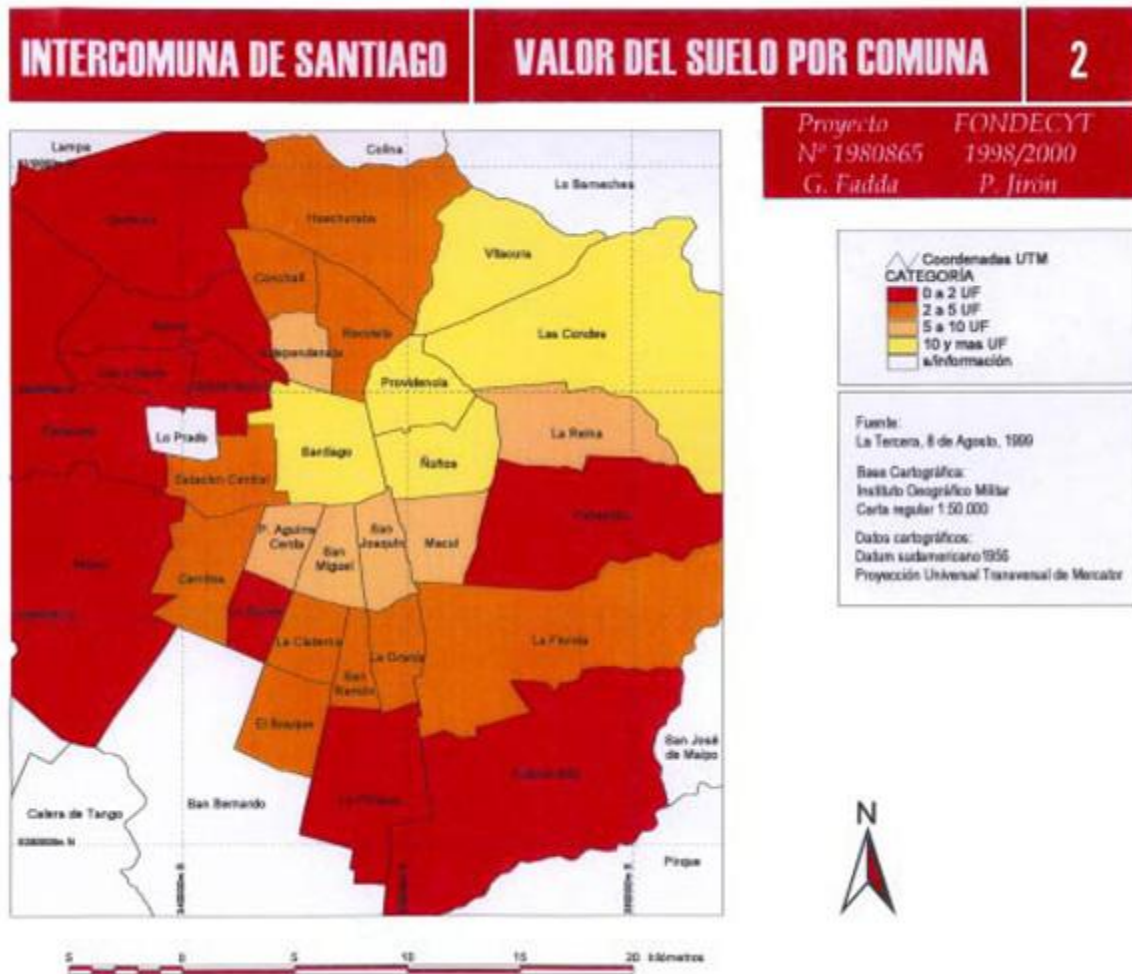 INTERCOMUNA DE SANTIAGO
VALOR DEL SUELO POR COMUNA
2
Proyecto FONDECYT
Nº 1980865 1998/2000
G. Fadda P. Jirón
Lampa
Colina
Lo Barnechea
Quilicura
Huechuraba
Vitacura
Conchalí
Las Condes
Renca
Recoleta
Independencia
Providencia
Lo Prado
La Reina
Santiago
Ñuñoa
Estación Central
Peñalolén
P. Aguirre
Cerda
San
Joaquín
San
Miguel
Macul
Maipú
Cerrillos
La Cisterna
La Granja
La Florida
San
Ramón
El Bosque
San José
de Maipo
La Pintana
San Bernardo
Calera de Tango
Pirque
Coordenadas UTM
CATEGORÍA
0 a 2 UF
2 a 5 UF
5 a 10 UF
10 y mas UF
s/información
Fuente:
La Tercera, 8 de Agosto, 1999
Base Cartográfica:
Instituto Geográfico Militar
Carta regular 1:50.000
Datos cartográficos:
Datum sudamericano 1956
Proyección Universal Transversal de Mercator
N
5 0 5 10 15 20 kilómetros